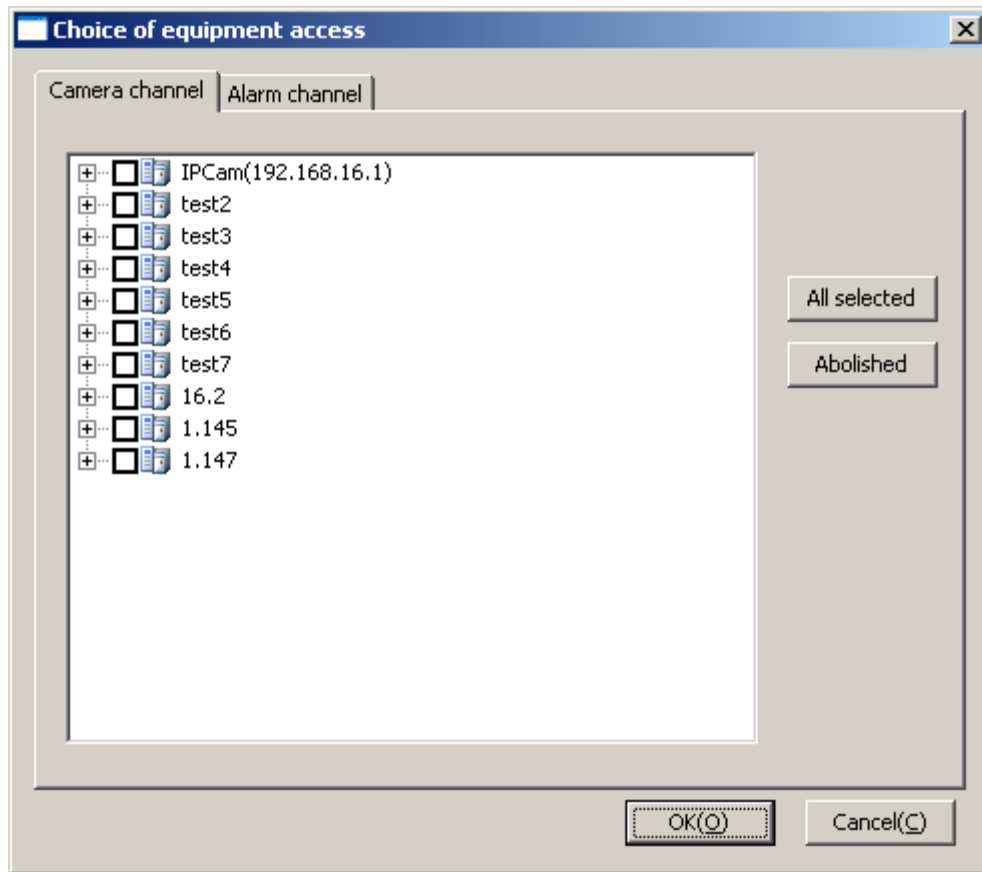 Choice of equipment access
Camera channel Alarm channel
IPCam(192.168.16.1)
test2
test3
test4
test5
test6
test7
16.2
1.145
1.147
All selected
Abolished
OK(O) Cancel(C)